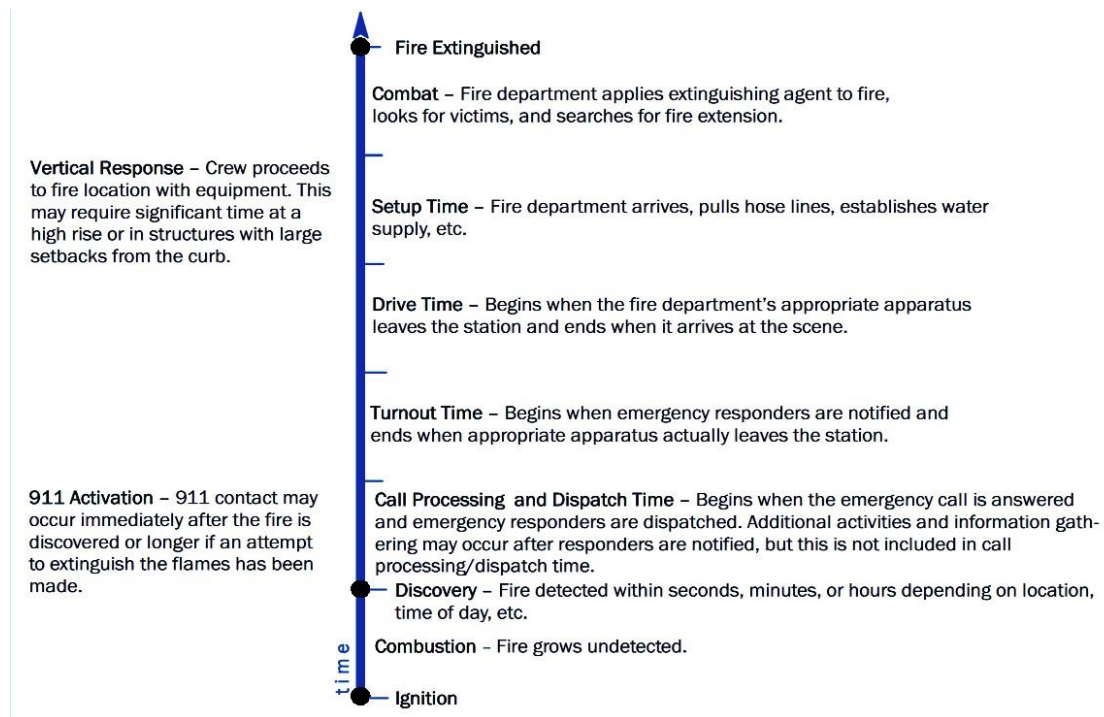 Fire Extinguished
Combat – Fire department applies extinguishing agent to fire,
looks for victims, and searches for fire extension.
Vertical Response – Crew proceeds
to fire location with equipment. This
may require significant time at a
high rise or in structures with large
setbacks from the curb.
Setup Time – Fire department arrives, pulls hose lines, establishes water
supply, etc.
Drive Time – Begins when the fire department’s appropriate apparatus
leaves the station and ends when it arrives at the scene.
Turnout Time – Begins when emergency responders are notified and
ends when appropriate apparatus actually leaves the station.
911 Activation – 911 contact may
occur immediately after the fire is
discovered or longer if an attempt
to extinguish the flames has been
made.
Call Processing and Dispatch Time – Begins when the emergency call is answered
and emergency responders are dispatched. Additional activities and information gath-
ering may occur after responders are notified, but this is not included in call
processing/dispatch time.
Discovery – Fire detected within seconds, minutes, or hours depending on location,
time of day, etc.
Combustion – Fire grows undetected.
time
Ignition